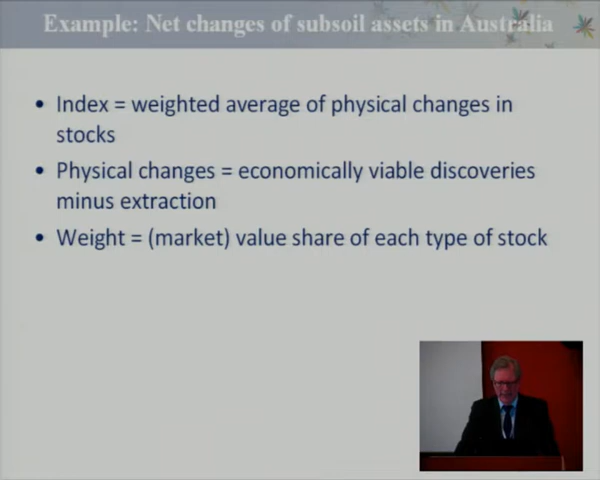 Example: Net changes of subsoil assets in Australia
• Index = weighted average of physical changes in
stocks
• Physical changes = economically viable discoveries
minus extraction
• Weight = (market) value share of each type of stock